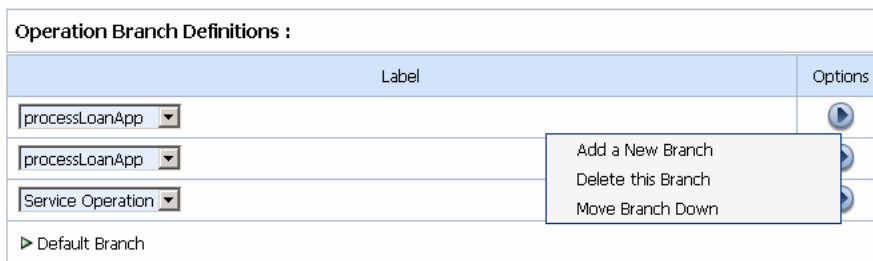 Operation Branch Definitions :
Label Options
processLoanApp
Add a New Branch
processLoanApp
Delete this Branch
Service Operation
Move Branch Down
Default Branch